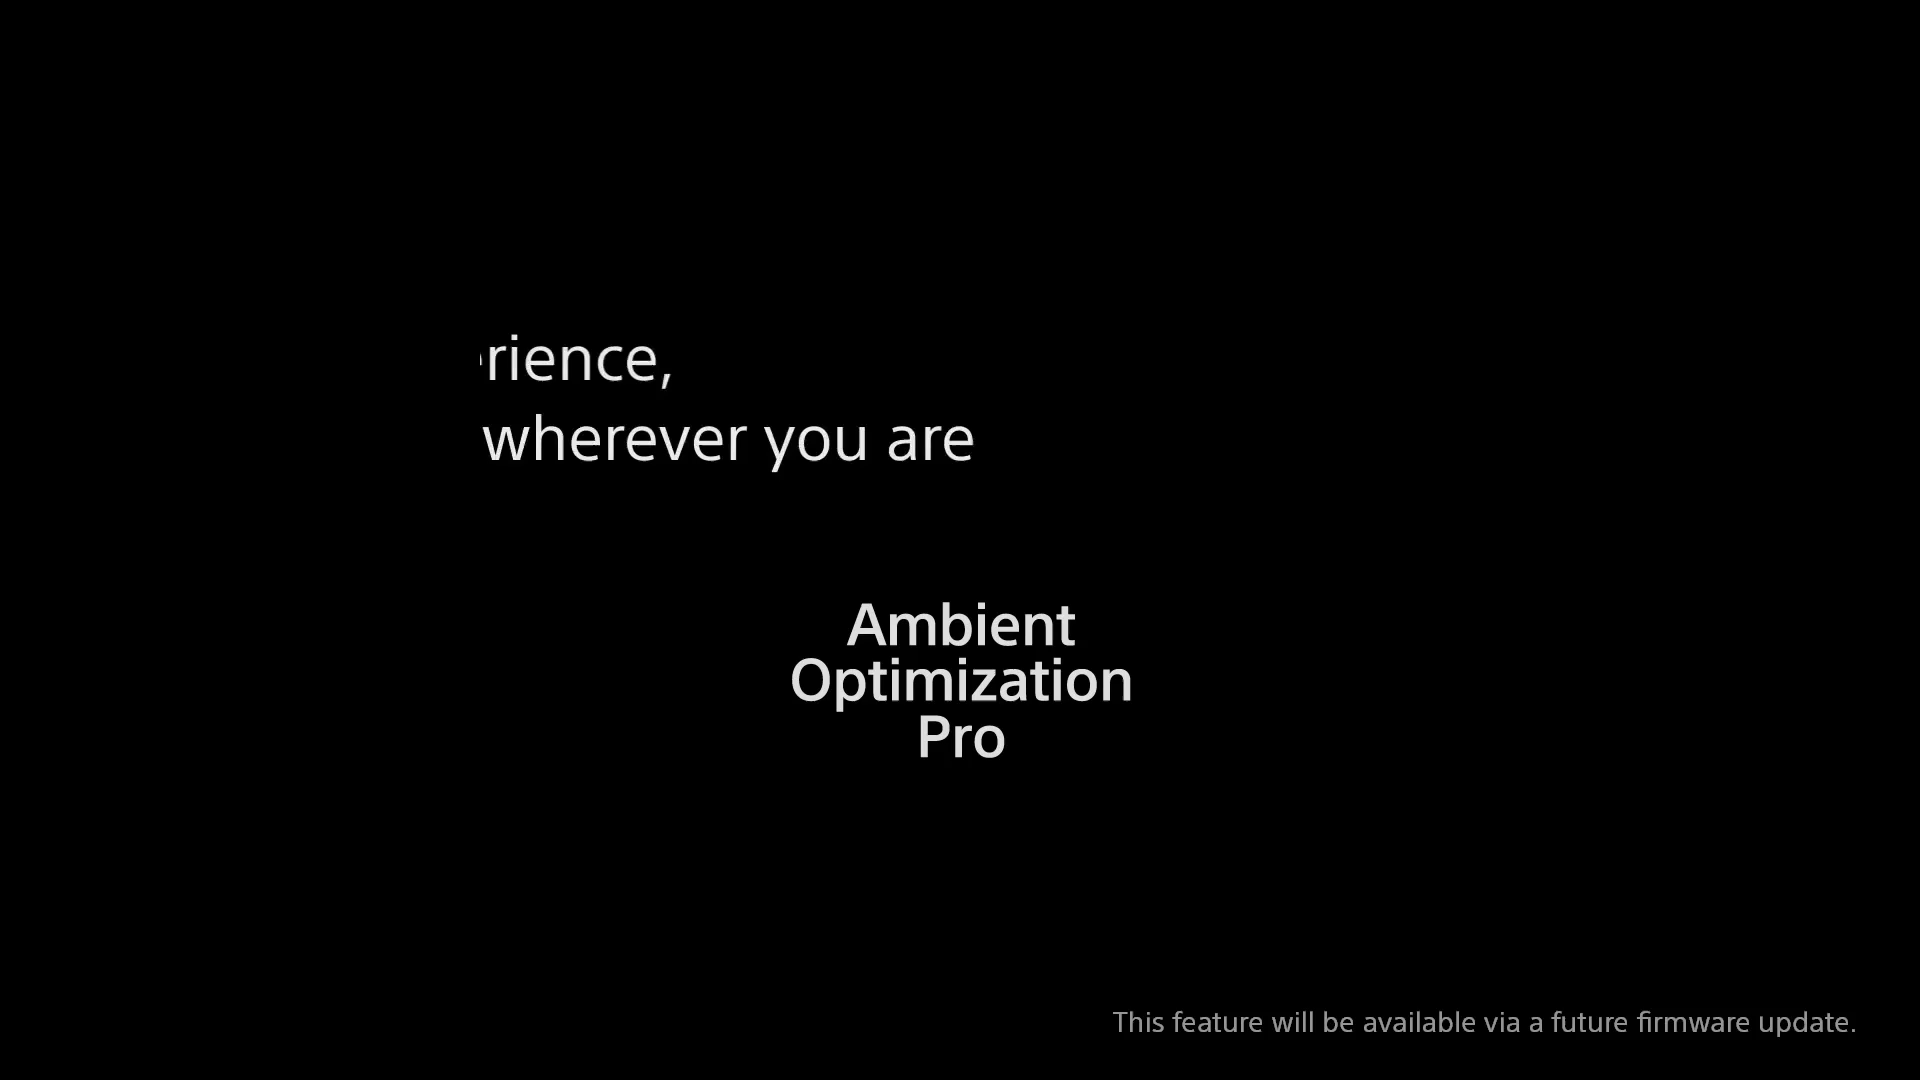 rience,
wherever you are
Ambient
Optimization
Pro
This feature will be available via a future firmware update.